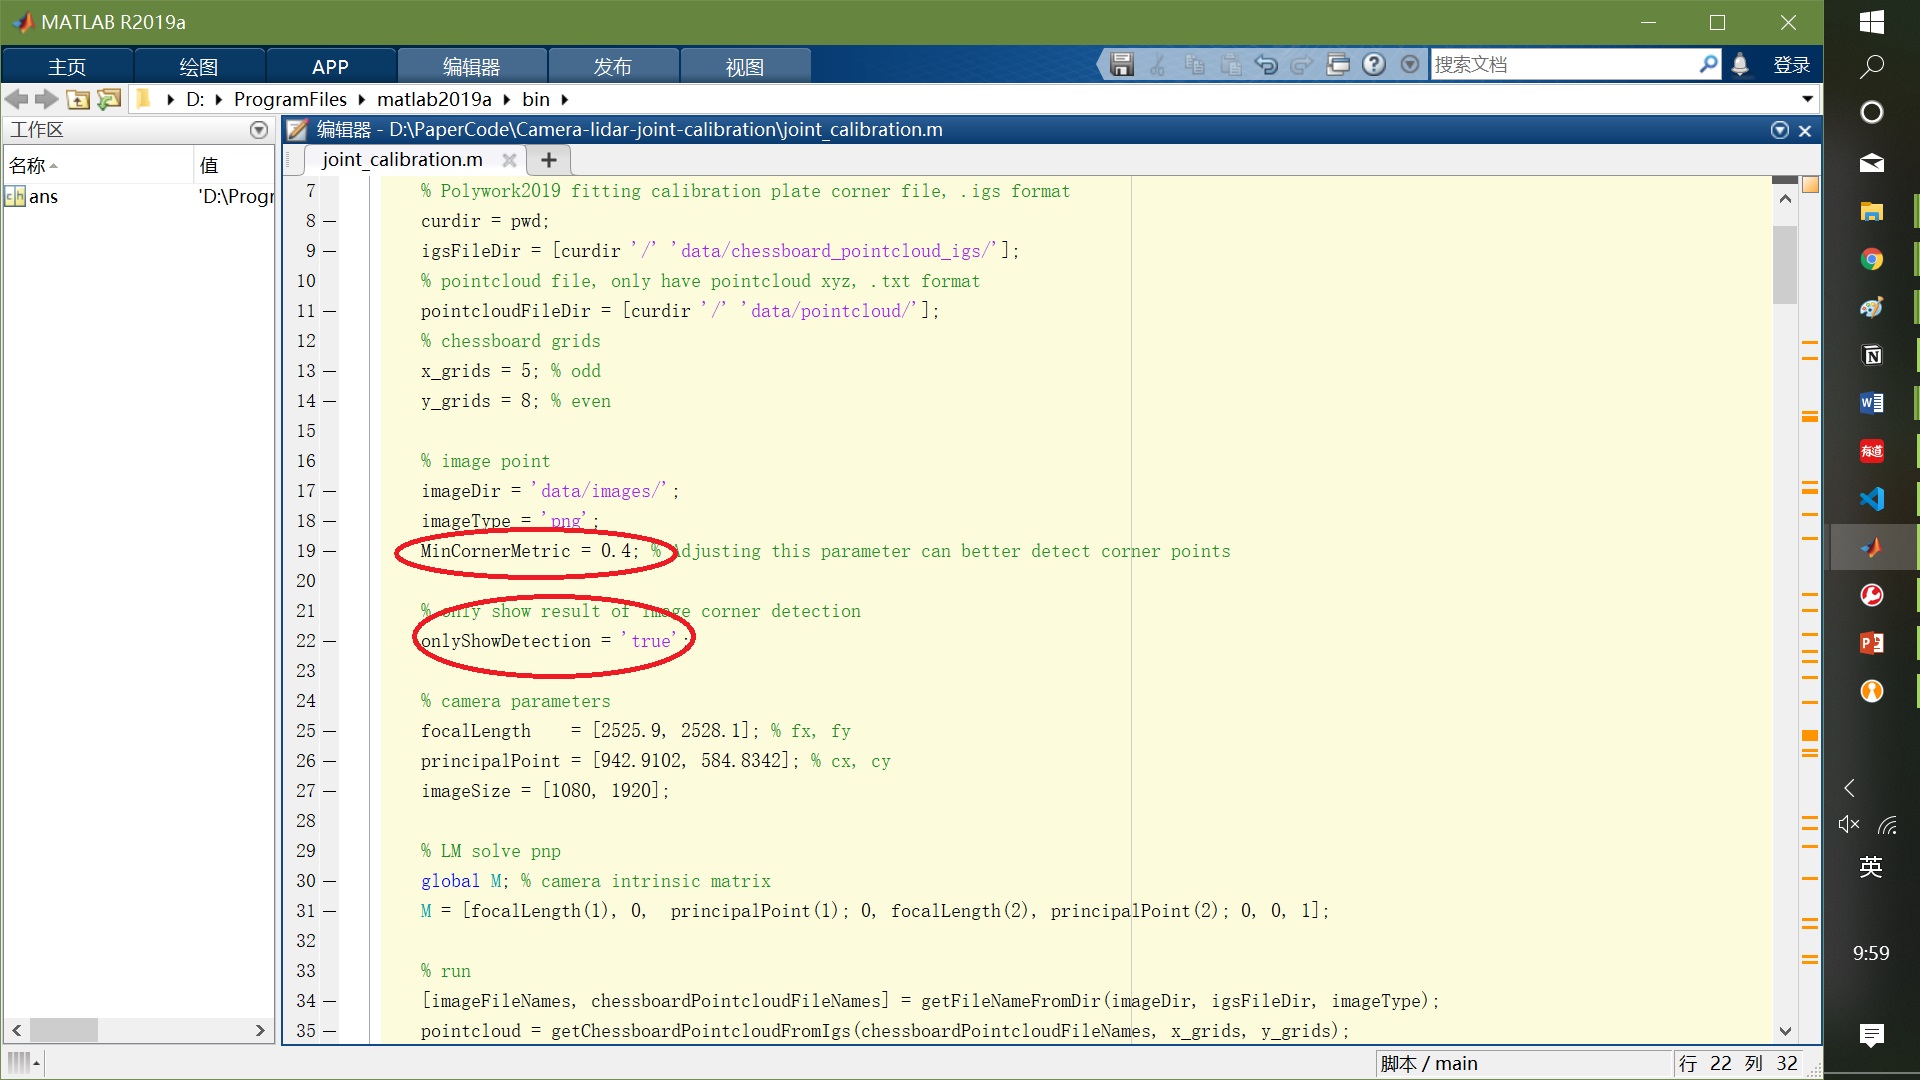 MATLAB R2019a
主页
绘图
APP
编辑器
发布
视图
搜索文档
登录
D: ProgramFiles matlab2019a bin
工作区
名称 值
ans 'D:\Progr
编辑器 - D:\PaperCode\Camera-lidar-joint-calibration\joint_calibration.m
joint_calibration.m
7 % Polywork2019 fitting calibration plate corner file, .igs format
8 curdir = pwd;
9 igsFileDir = [curdir '/' 'data/chessboard_pointcloud_igs/'];
10 % pointcloud file, only have pointcloud xyz, .txt format
11 pointcloudFileDir = [curdir '/' 'data/pointcloud/'];
12 % chessboard grids
13 x_grids = 5; % odd
14 y_grids = 8; % even
15
16 % image point
17 imageDir = 'data/images/';
18 imageType = 'png';
19 MinCornerMetric = 0.4; % Adjusting this parameter can better detect corner points
20
21 % only show result of image corner detection
22 onlyShowDetection = 'true';
23
24 % camera parameters
25 focalLength = [2525.9, 2528.1]; % fx, fy
26 principalPoint = [942.9102, 584.8342]; % cx, cy
27 imageSize = [1080, 1920];
28
29 % LM solve pnp
30 global M; % camera intrinsic matrix
31 M = [focalLength(1), 0, principalPoint(1); 0, focalLength(2), principalPoint(2); 0, 0, 1];
32
33 % run
34 [imageFileNames, chessboardPointcloudFileNames] = getFileNameFromDir(imageDir, igsFileDir, imageType);
35 pointcloud = getChessboardPointcloudFromIgs(chessboardPointcloudFileNames, x_grids, y_grids);
脚本 / main
行 22 列 32
有道
英
9:59